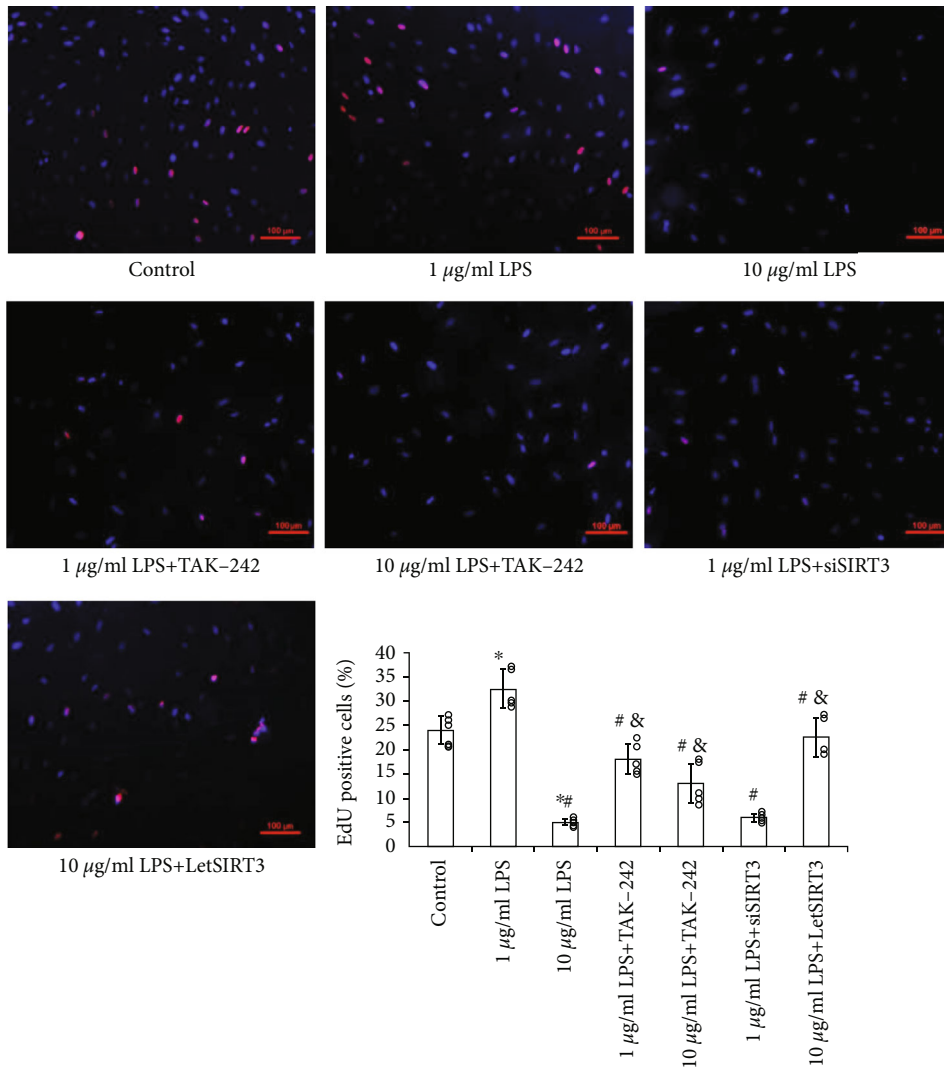 100 μm
100 μm
100 μm
Control
1 μg/ml LPS
10 μg/ml LPS
100 μm
100 μm
100 μm
1 μg/ml LPS+TAK–242
10 μg/ml LPS+TAK–242
1 μg/ml LPS+siSIRT3
100 μm
10 μg/ml LPS+LetSIRT3
EdU positive cells (%)
40
35
30
25
20
15
10
5
0
*
*#
# &
# &
#
# &
Control
1 μg/ml LPS
10 μg/ml LPS
1 μg/ml LPS+TAK–242
10 μg/ml LPS+TAK–242
1 μg/ml LPS+siSIRT3
10 μg/ml LPS+LetSIRT3